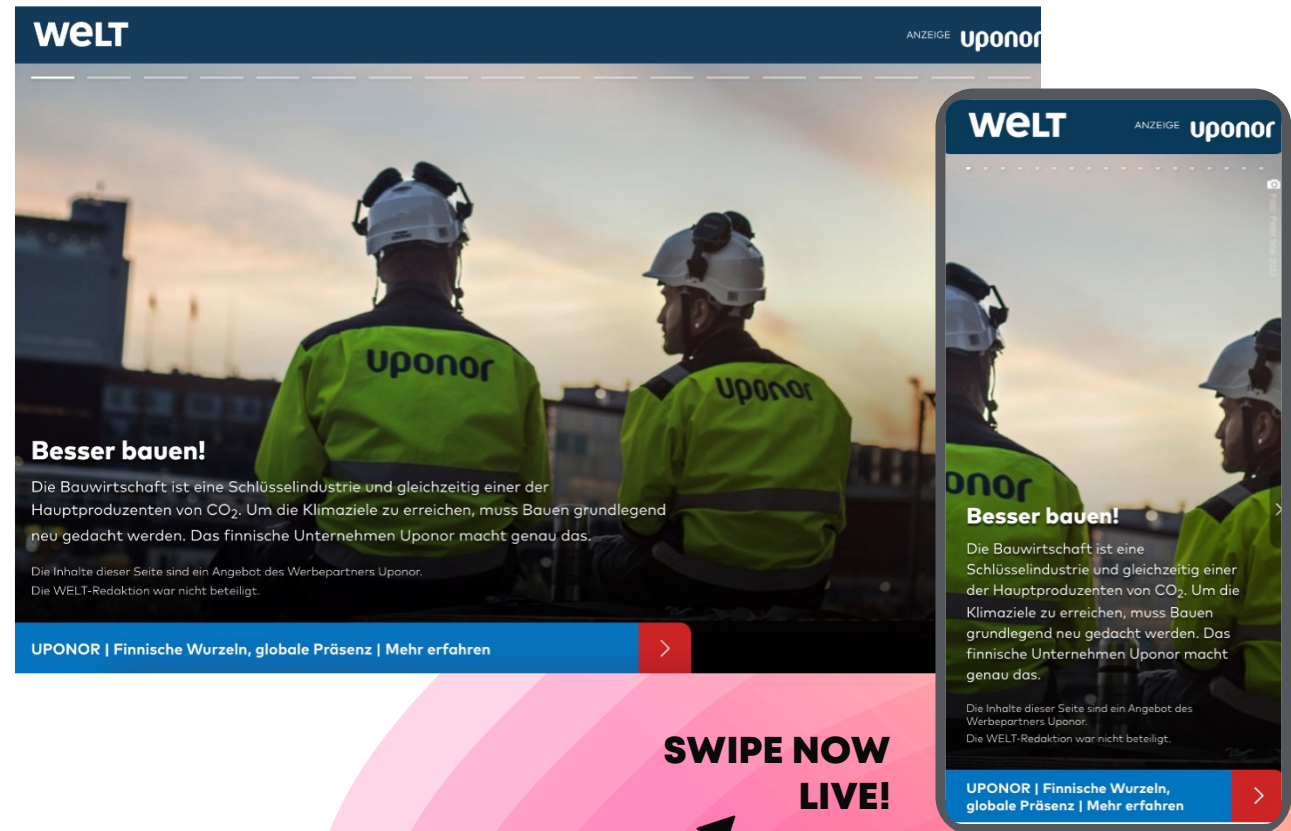 WELT
ANZEIGE uponor
uponor
uponor
Besser bauen!
Die Bauwirtschaft ist eine Schlüsselindustrie und gleichzeitig einer der
Hauptproduzenten von CO₂. Um die Klimaziele zu erreichen, muss Bauen grundlegend
neu gedacht werden. Das finnische Unternehmen Uponor macht genau das.
Die Inhalte dieser Seite sind ein Angebot des Werbepartners Uponor.
Die WELT-Redaktion war nicht beteiligt.
UPONOR | Finnische Wurzeln, globale Präsenz | Mehr erfahren
WELT
ANZEIGE uponor
onor
Besser bauen!
Die Bauwirtschaft ist eine
Schlüsselindustrie und gleichzeitig einer
der Hauptproduzenten von CO₂. Um die
Klimaziele zu erreichen, muss Bauen
grundlegend neu gedacht werden. Das
finnische Unternehmen Uponor macht
genau das.
Die Inhalte dieser Seite sind ein Angebot des
Werbepartners Uponor.
Die WELT-Redaktion war nicht beteiligt.
UPONOR | Finnische Wurzeln,
globale Präsenz | Mehr erfahren
SWIPE NOW
LIVE!